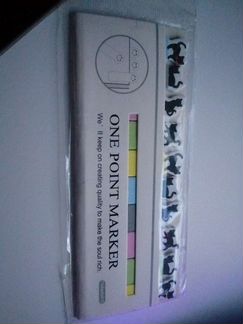 ONE POINT MARKER
We'll keep on creating quality to make the soul rich.